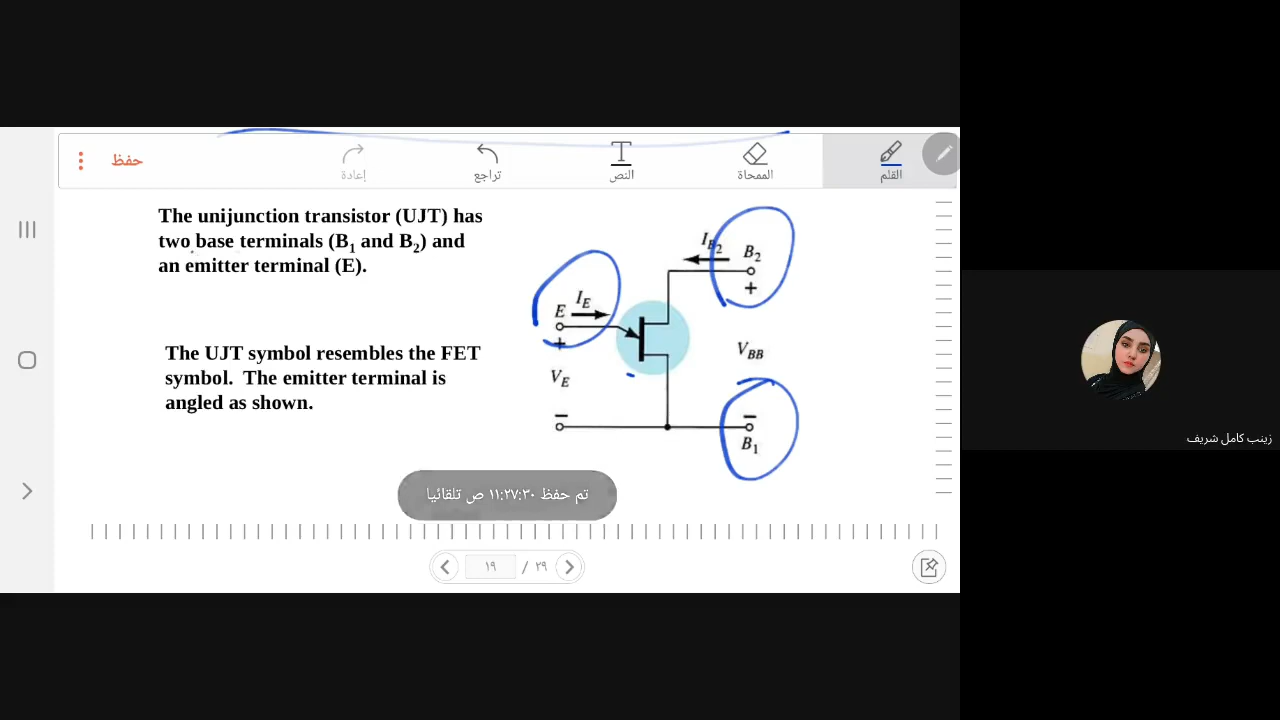 حفظ
إعادة
تراجع
النص
الممحاة
القلم
The unijunction transistor (UJT) has
two base terminals (B1 and B2) and
an emitter terminal (E).
The UJT symbol resembles the FET
symbol. The emitter terminal is
angled as shown.
IB2
B2
+
E
IE
+
VE
VBB
−
−
B1
تم حفظ ١١:٢٧:٣٠ ص تلقائيا
١٩ / ٢٩
زينب كامل شريف